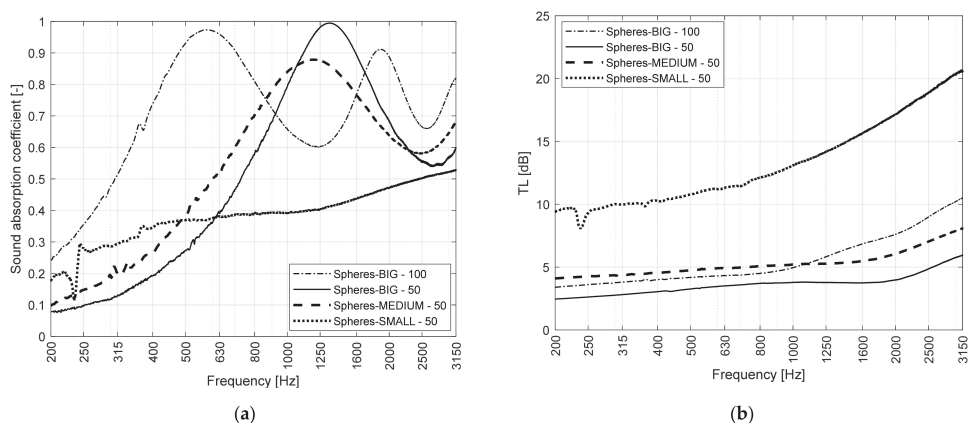 1
0.9
0.8
0.7
0.6
0.5
0.4
0.3
0.2
0.1
0
Sound absorption coefficient [-]
Spheres-BIG - 100
Spheres-BIG - 50
Spheres-MEDIUM - 50
Spheres-SMALL - 50
200 250 315 400 500 630 800 1000 1250 1600 2000 2500 3150
Frequency [Hz]
(a)
25
20
15
10
5
0
TL [dB]
Spheres-BIG - 100
Spheres-BIG - 50
Spheres-MEDIUM - 50
Spheres-SMALL - 50
200 250 315 400 500 630 800 1000 1250 1600 2000 2500 3150
Frequency [Hz]
(b)